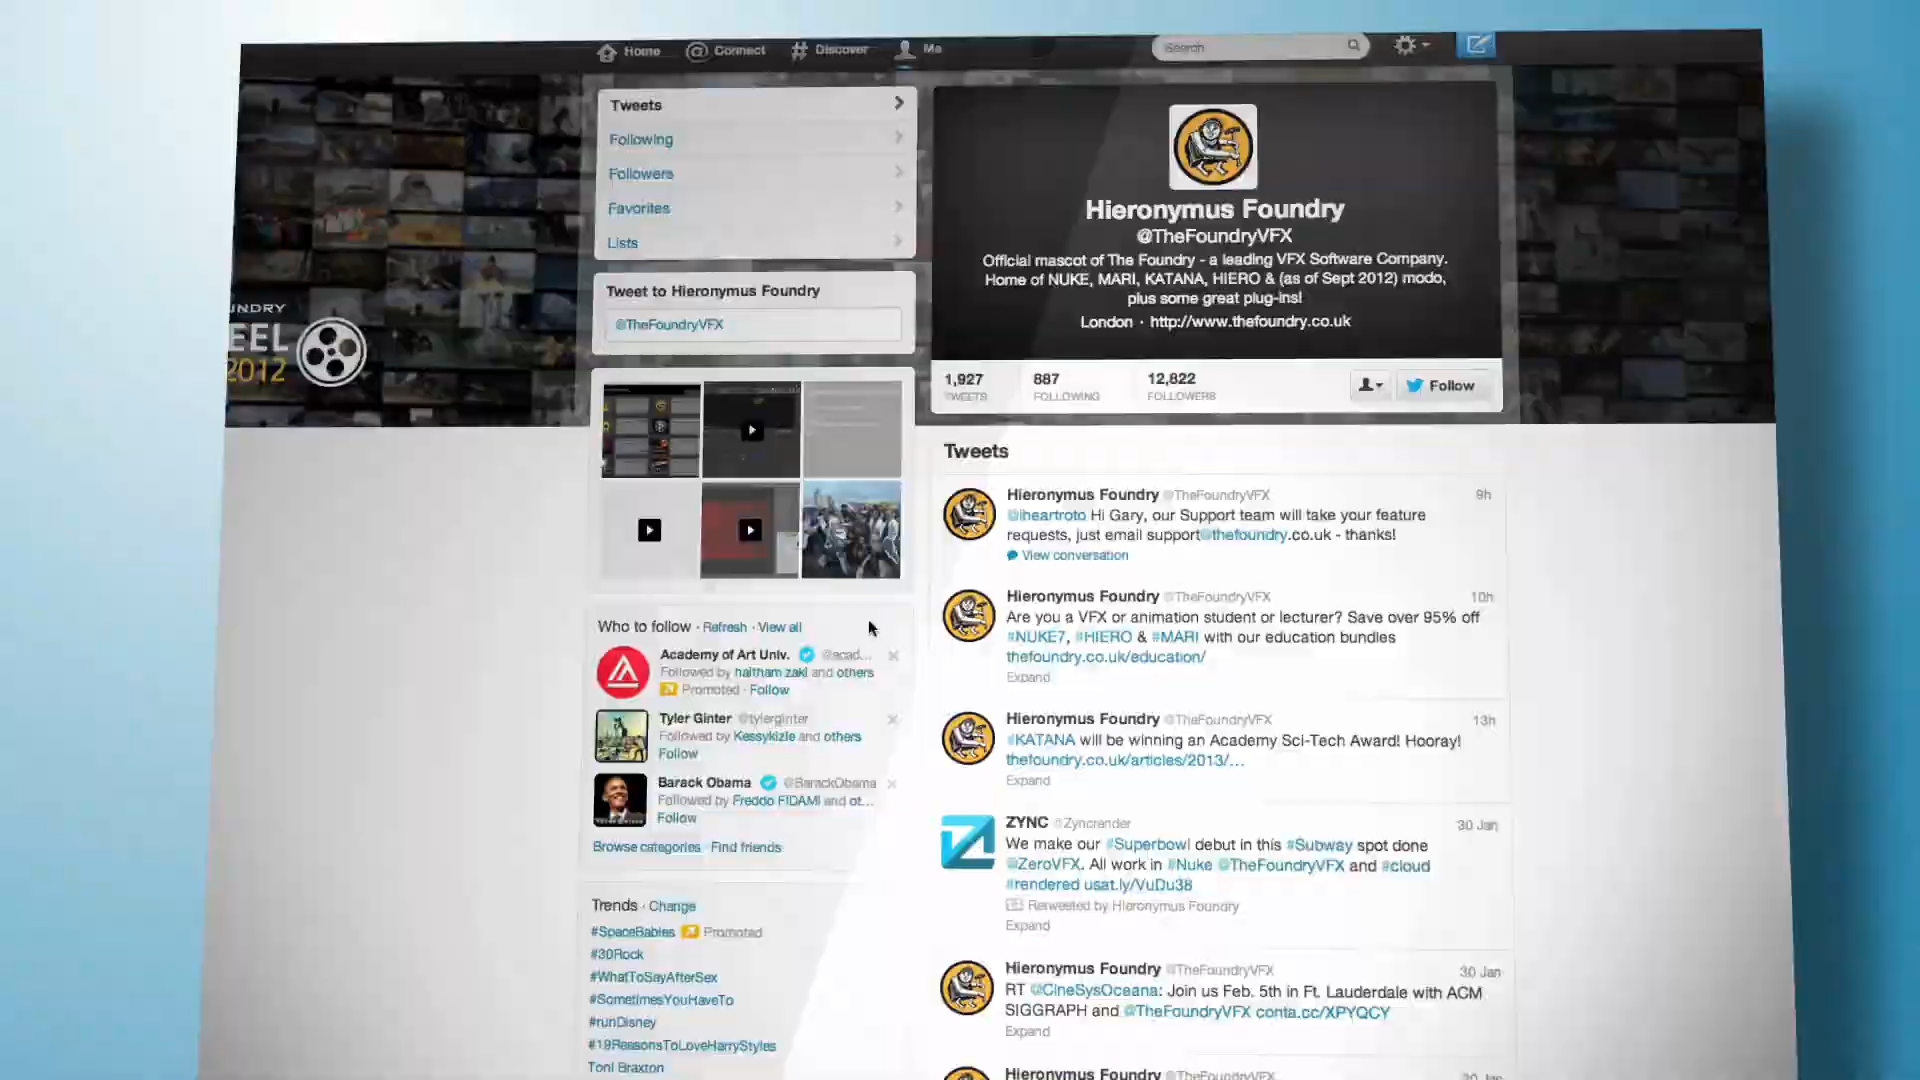 Home
Connect
Discover
Me
Search
UNDRY
EEL
2012
Tweets
Following
Followers
Favorites
Lists
Tweet to Hieronymus Foundry
@TheFoundryVFX
Hieronymus Foundry
@TheFoundryVFX
Official mascot of The Foundry - a leading VFX Software Company.
Home of NUKE, MARI, KATANA, HIERO & (as of Sept 2012) modo,
plus some great plug-ins!
London · http://www.thefoundry.co.uk
1,927
TWEETS
887
FOLLOWING
12,822
FOLLOWERS
Follow
Who to follow · Refresh · View all
Academy of Art Univ. @acad...
Followed by haitham zaki and others
Promoted · Follow
Tyler Ginter @tylerginter
Followed by Kessykizle and others
Follow
Barack Obama @BarackObama
Followed by Freddo FIDAMI and ot...
Follow
Browse categories · Find friends
Trends · Change
#SpaceBabies Promoted
#30Rock
#WhatToSayAfterSex
#SometimesYouHaveTo
#runDisney
#19ReasonsToLoveHarryStyles
Toni Braxton
Tweets
Hieronymus Foundry @TheFoundryVFX 9h
@iheartroto Hi Gary, our Support team will take your feature
requests, just email support@thefoundry.co.uk - thanks!
View conversation
Hieronymus Foundry @TheFoundryVFX 10h
Are you a VFX or animation student or lecturer? Save over 95% off
#NUKE7, #HIERO & #MARI with our education bundles
thefoundry.co.uk/education/
Expand
Hieronymus Foundry @TheFoundryVFX 13h
#KATANA will be winning an Academy Sci-Tech Award! Hooray!
thefoundry.co.uk/articles/2013/...
Expand
ZYNC @Zyncrender 30 Jan
We make our #Superbowl debut in this #Subway spot done
@ZeroVFX. All work in #Nuke @TheFoundryVFX and #cloud
#rendered usat.ly/VuDu38
Retweeted by Hieronymus Foundry
Expand
Hieronymus Foundry @TheFoundryVFX 30 Jan
RT @CineSysOceana: Join us Feb. 5th in Ft. Lauderdale with ACM
SIGGRAPH and @TheFoundryVFX conta.cc/XPYQCY
Expand
Hieronymus Foundry @TheFoundryVFX 30 Jan